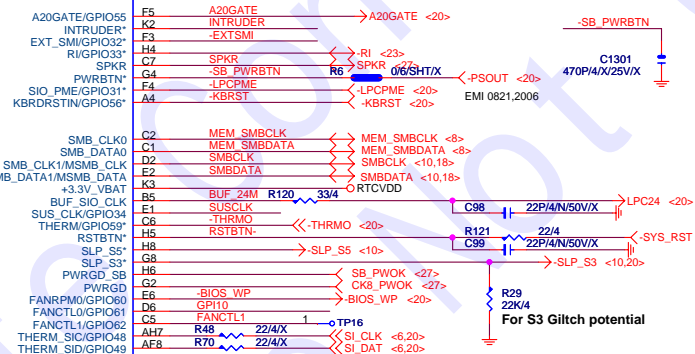 A20GATE/GPIO55 F5 A20GATE A20GATE <20>
INTRUDER* K2 INTRUDER
EXT_SMI/GPIO32* F3 -EXTSMI
RI/GPIO33* H4 -RI <23>
SPKR C7 SPKR SPKR <27>
PWRBTN* G4 -SB_PWRBTN R6 0/6/SHT/X -PSOUT <20>
SIO_PME/GPIO31* F4 -LPCPME -LPCPME <20>
KBRDRSTIN/GPIO56* A4 -KBRST -KBRST <20>
EMI 0821,2006
-SB_PWRBTN
C1301
470P/4/X/25V/X
SMB_CLK0 C2 MEM_SMBCLK MEM_SMBCLK <8>
SMB_DATA0 C1 MEM_SMBDATA MEM_SMBDATA <8>
SMB_CLK1/MSMB_CLK D2 SMBCLK SMBCLK <10,18>
MB_DATA1/MSMB_DATA E2 SMBDATA SMBDATA <10,18>
+3.3V_VBAT K3 RTCVDD
BUF_SIO_CLK B5 BUF_24M R120 33/4 LPC24 <20>
SUS_CLK/GPIO34 E1 SUSCLK C98 22P/4/N/50V/X
THERM/GPIO59* C6 -THRMO -THRMO <20>
RSTBTN* H5 RSTBTN- R121 22/4 -SYS_RST
C99 22P/4/N/50V/X
SLP_S5* H8 -SLP_S5 <10>
SLP_S3* G8 -SLP_S3 <10,20>
PWRGD_SB H6 SB_PWOK <27>
PWRGD G2 CK8_PWOK <27>
FANRPM0/GPIO60 E6 -BIOS_WP -BIOS_WP <20>
FANCTL0/GPIO61 D6 GPI10
FANCTL1/GPIO62 C5 FANCTL1 1 TP16
THERM_SIC/GPIO48 AH7 R48 22/4/X SI_CLK <6,20>
THERM_SID/GPIO49 AF8 R70 22/4/X SI_DAT <6,20>
R29
22K/4
For S3 Giltch potential